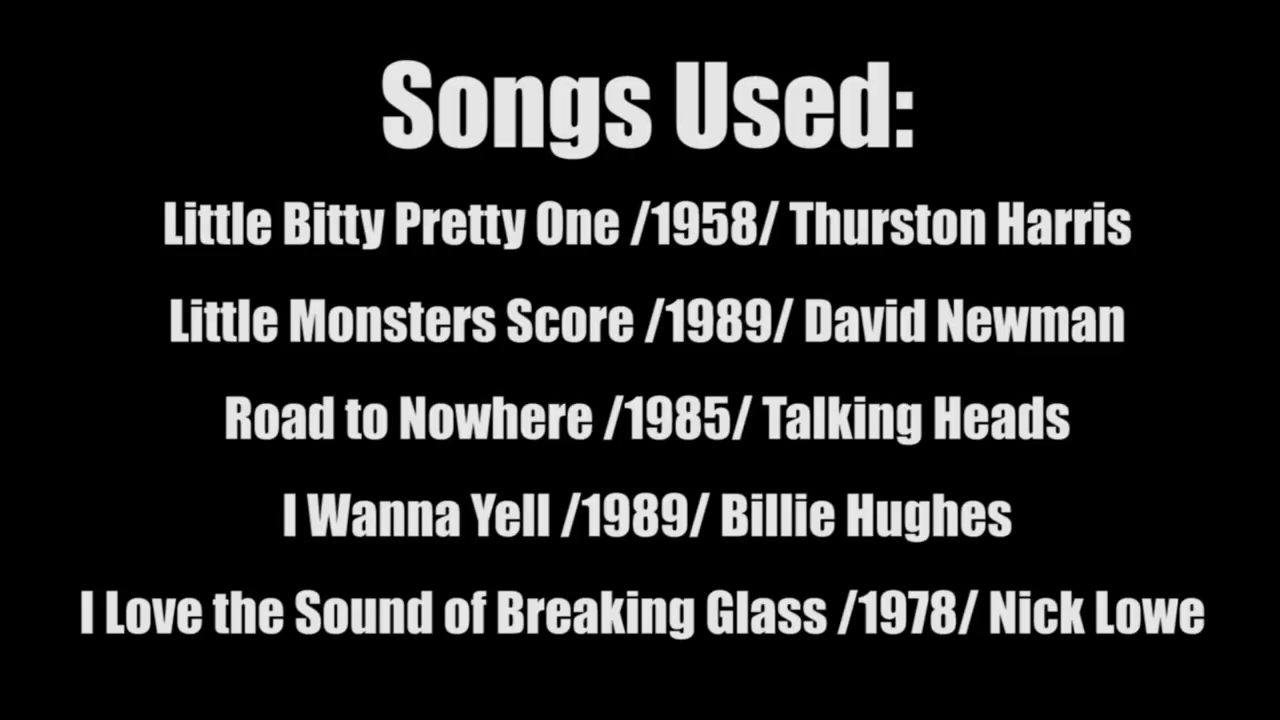 Songs Used:
Little Bitty Pretty One /1958/ Thurston Harris
Little Monsters Score /1989/ David Newman
Road to Nowhere /1985/ Talking Heads
I Wanna Yell /1989/ Billie Hughes
I Love the Sound of Breaking Glass /1978/ Nick Lowe